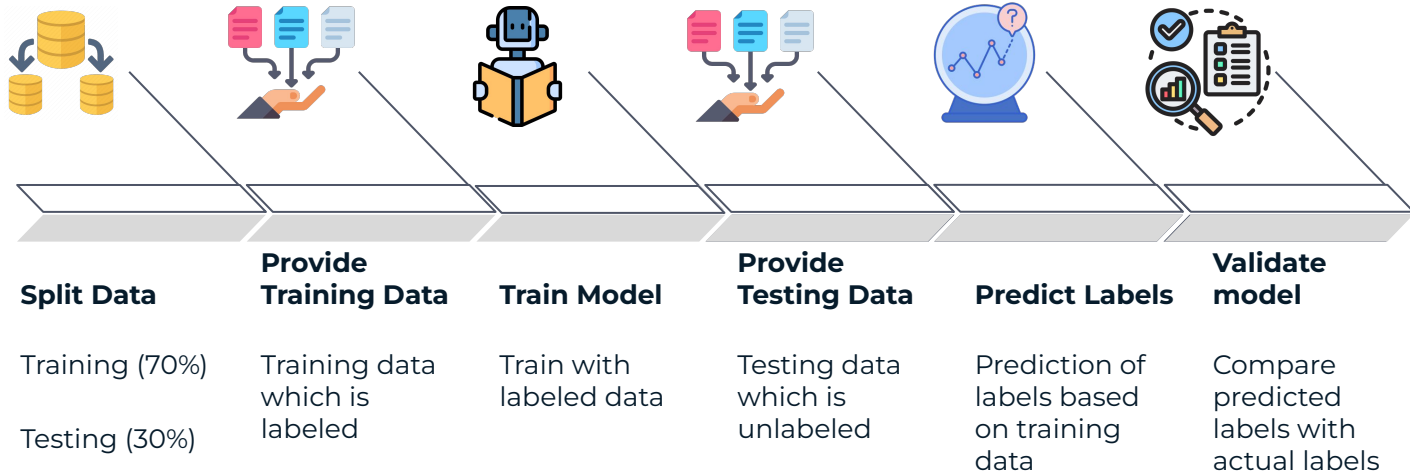 ?
Split Data
Training (70%)
Testing (30%)
Provide
Training Data
Training data
which is
labeled
Train Model
Train with
labeled data
Provide
Testing Data
Testing data
which is
unlabeled
Predict Labels
Prediction of
labels based
on training
data
Validate
model
Compare
predicted
labels with
actual labels